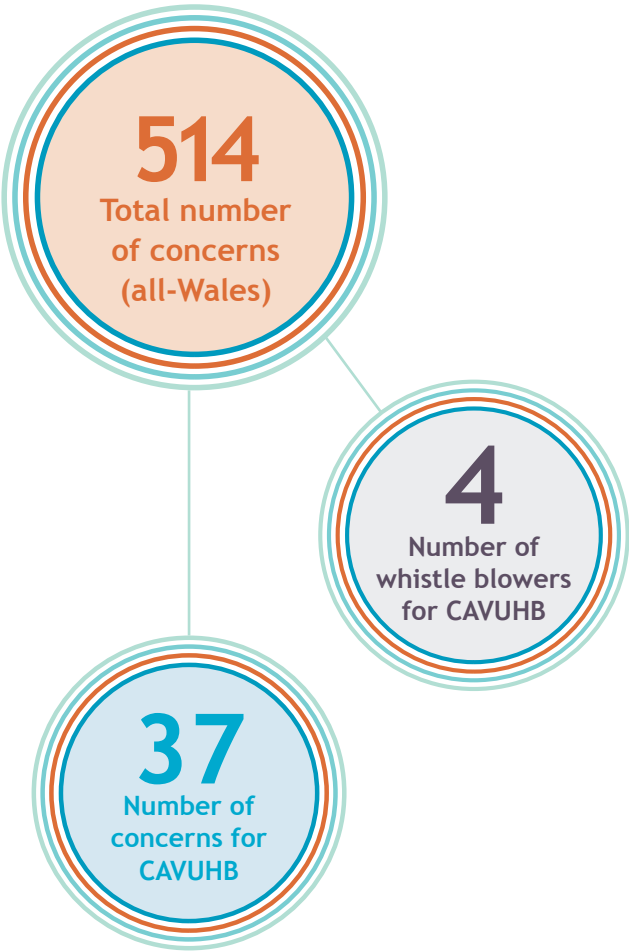 514
Total number
of concerns
(all-Wales)
4
Number of
whistle blowers
for CAVUHB
37
Number of
concerns for
CAVUHB